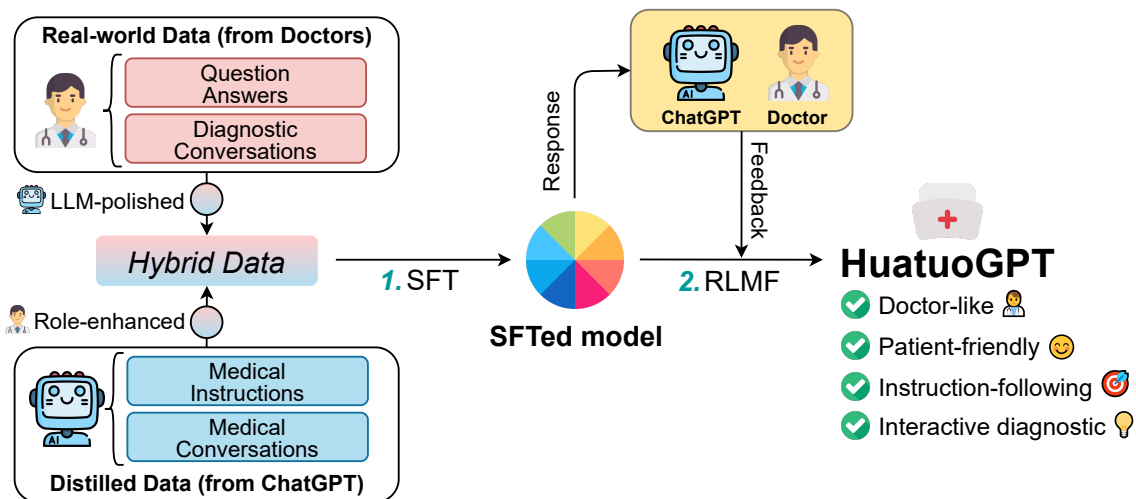 Real-world Data (from Doctors)
Question
Answers
Diagnostic
Conversations
LLM-polished
Hybrid Data
Role-enhanced
AI
Medical
Instructions
Medical
Conversations
Distilled Data (from ChatGPT)
1. SFT
SFTed model
Response
AI
ChatGPT
Doctor
Feedback
2. RLMF
HuatuoGPT
Doctor-like
Patient-friendly
Instruction-following
Interactive diagnostic